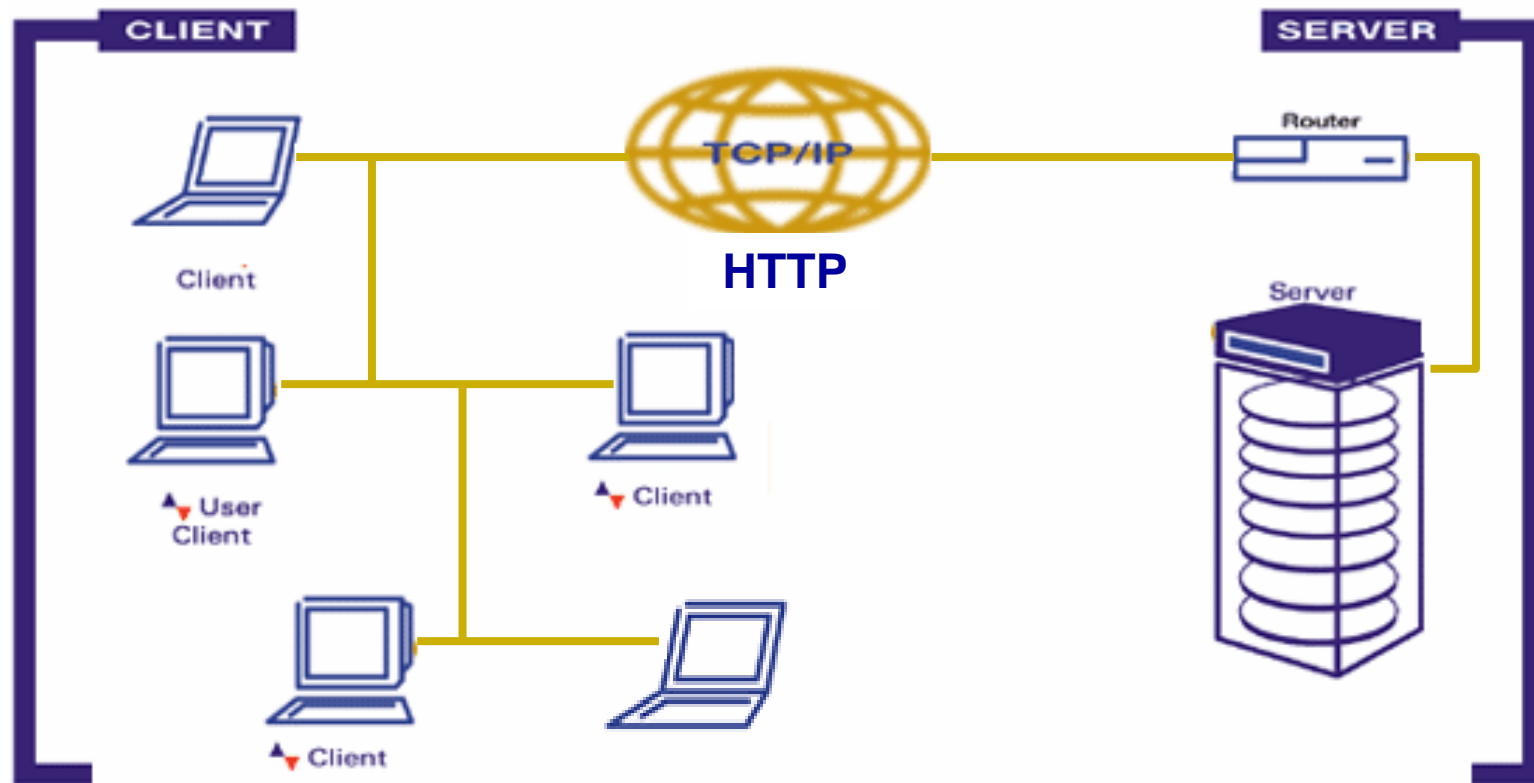 CLIENT
SERVER
TCP/IP
Router
HTTP
Client
Server
User
Client
Client
Client